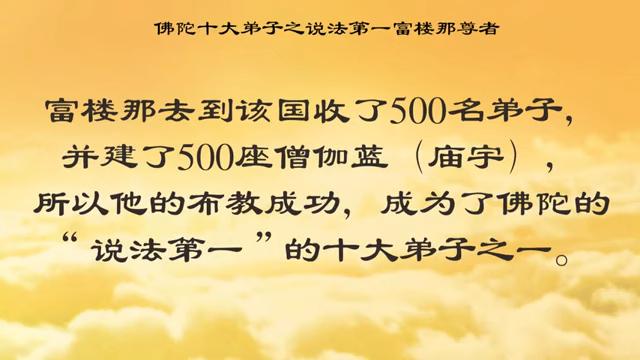 佛陀十大弟子之说法第一富楼那尊者
富楼那去到该国收了500名弟子，
并建了500座僧伽蓝（庙宇），
所以他的布教成功，成为了佛陀的
“说法第一”的十大弟子之一。